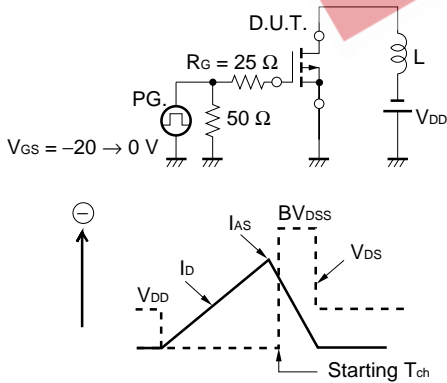 D.U.T.
RG = 25 Ω
L
PG.
50 Ω
VDD
VGS = −20 → 0 V
⊖
IAS
BVDSS
ID
VDS
VDD
Starting Tch